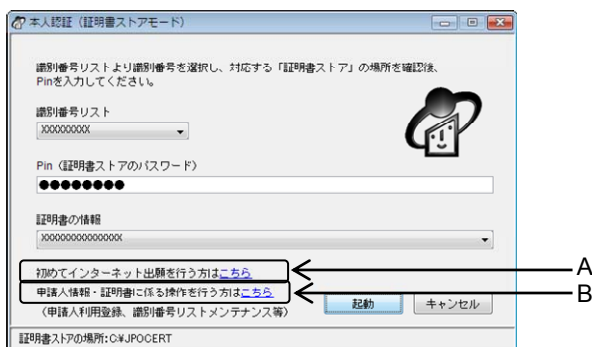 本人認証（証明書ストアモード）
識別番号リストより識別番号を選択し、対応する「証明書ストア」の場所を確認後、
Pinを入力してください。
識別番号リスト
XXXXXXXXX
Pin（証明書ストアのパスワード）
●●●●●●●●
証明書の情報
XXXXXXXXXXXXXXX
初めてインターネット出願を行う方はこちら
A
申請人情報・証明書に係る操作を行う方はこちら
B
（申請人利用登録、識別番号リストメンテナンス等）
起動
キャンセル
証明書ストアの場所:C¥JPOCERT